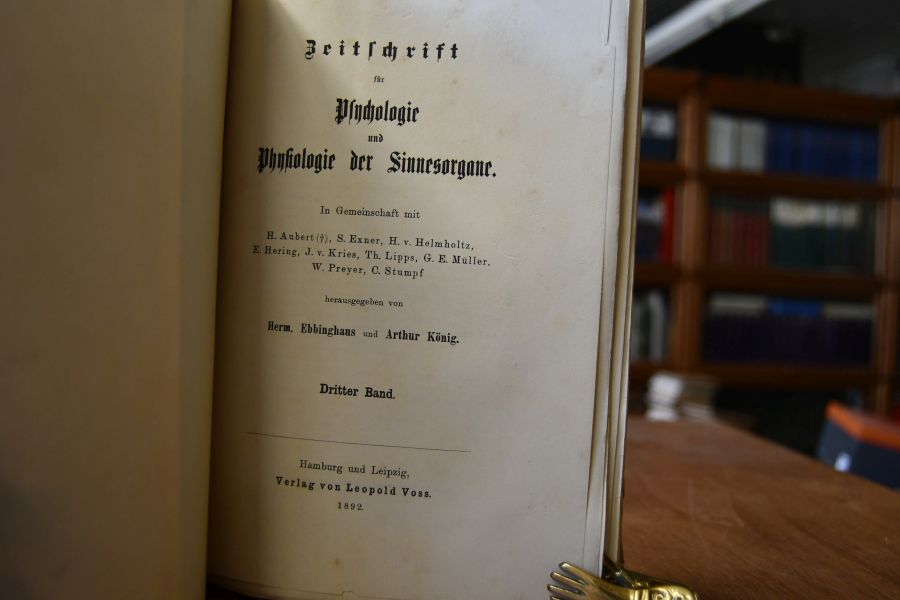 Zeitſchrift
für
Pſychologie
und
Phyſiologie der Sinnesorgane.
In Gemeinschaft mit
H. Aubert (†), S. Exner, H. v. Helmholtz,
E. Hering, J. v. Kries, Th. Lipps, G. E. Müller.
W. Preyer, C. Stumpf
herausgegeben von
Herm. Ebbinghaus und Arthur König.
Dritter Band.
Hamburg und Leipzig,
Verlag von Leopold Voss.
1892.